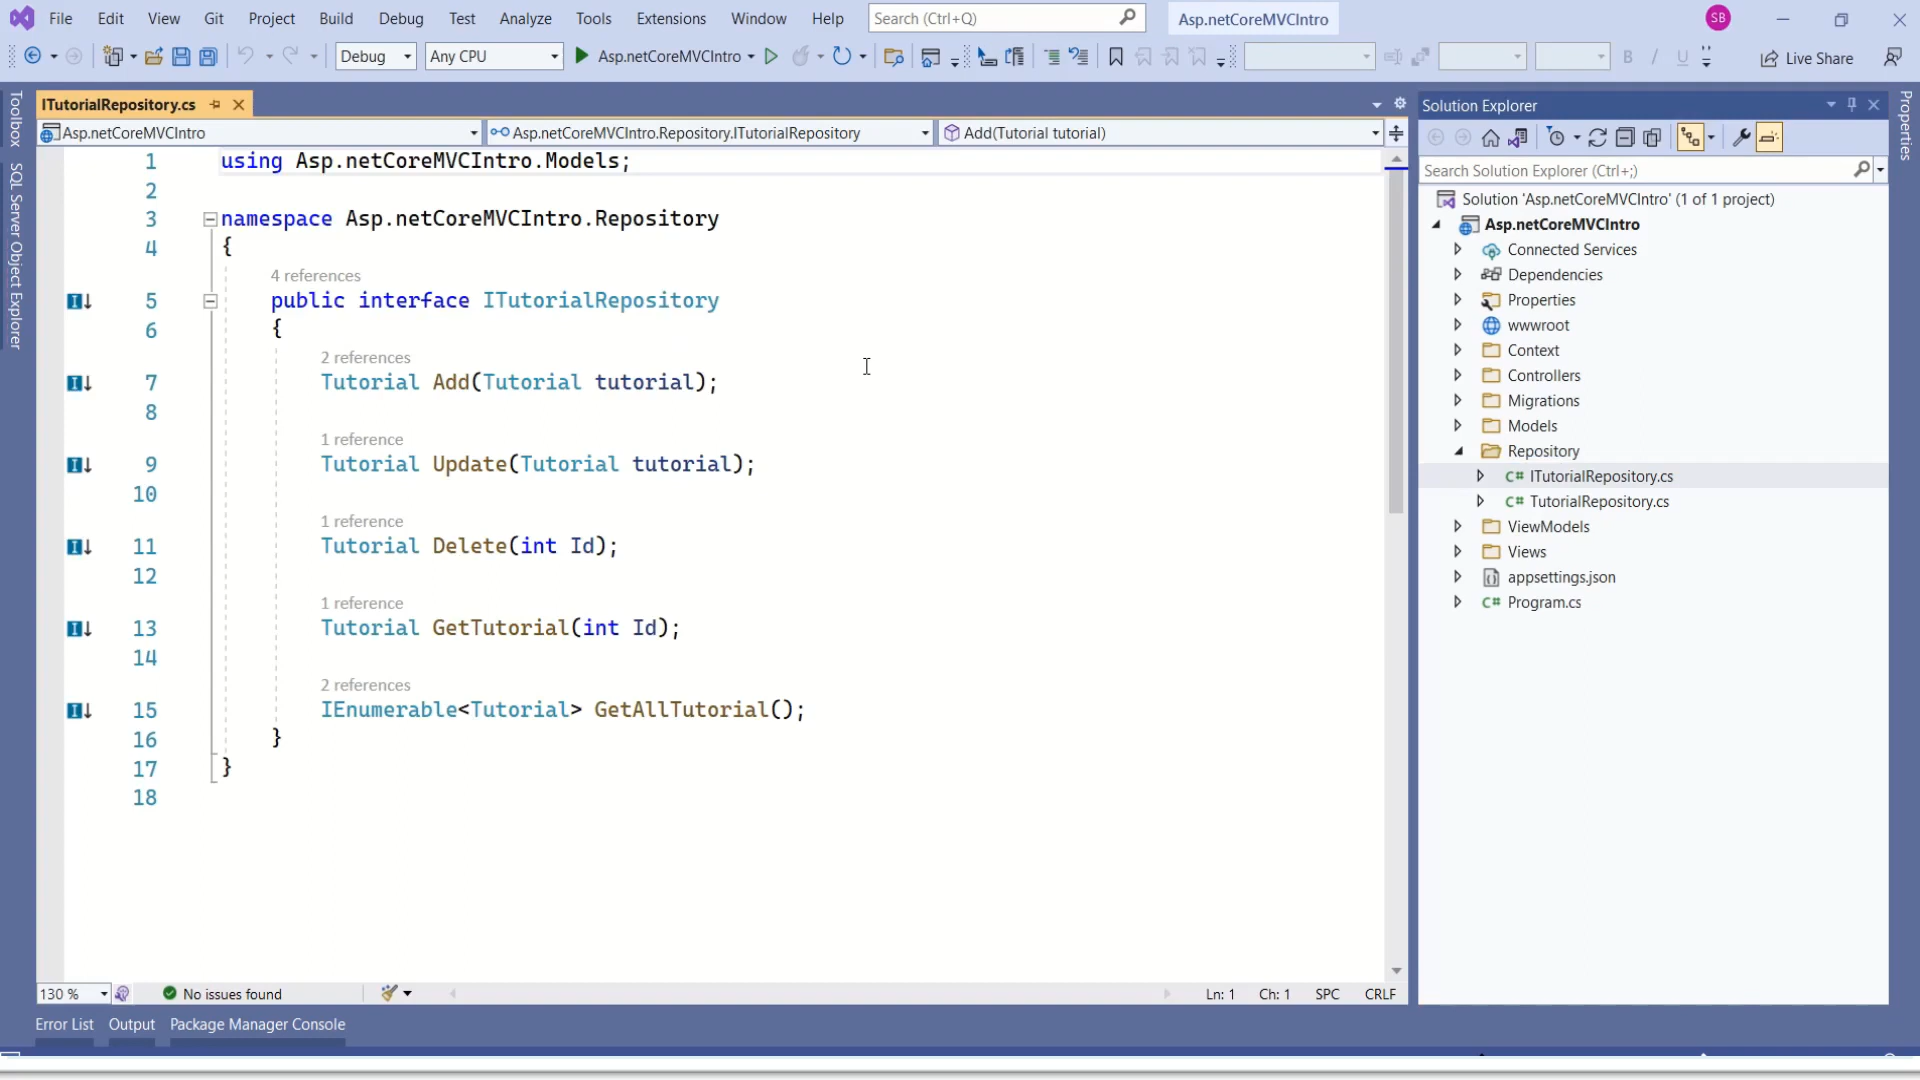 File Edit View Git Project Build Debug Test Analyze Tools Extensions Window Help Search (Ctrl+Q) Asp.netCoreMVCIntro SB
Debug Any CPU Asp.netCoreMVCIntro Live Share
ITutorialRepository.cs
Asp.netCoreMVCIntro Asp.netCoreMVCIntro.Repository.ITutorialRepository Add(Tutorial tutorial)
Toolbox
SQL Server Object Explorer
1 using Asp.netCoreMVCIntro.Models;
2
3 namespace Asp.netCoreMVCIntro.Repository
4 {
4 references
5 public interface ITutorialRepository
6 {
2 references
7 Tutorial Add(Tutorial tutorial);
8
1 reference
9 Tutorial Update(Tutorial tutorial);
10
1 reference
11 Tutorial Delete(int Id);
12
1 reference
13 Tutorial GetTutorial(int Id);
14
2 references
15 IEnumerable<Tutorial> GetAllTutorial();
16 }
17 }
18
130 % No issues found Ln: 1 Ch: 1 SPC CRLF
Error List Output Package Manager Console
Solution Explorer
Search Solution Explorer (Ctrl+;)
Solution 'Asp.netCoreMVCIntro' (1 of 1 project)
Asp.netCoreMVCIntro
Connected Services
Dependencies
Properties
wwwroot
Context
Controllers
Migrations
Models
Repository
C# ITutorialRepository.cs
C# TutorialRepository.cs
ViewModels
Views
appsettings.json
C# Program.cs
Properties